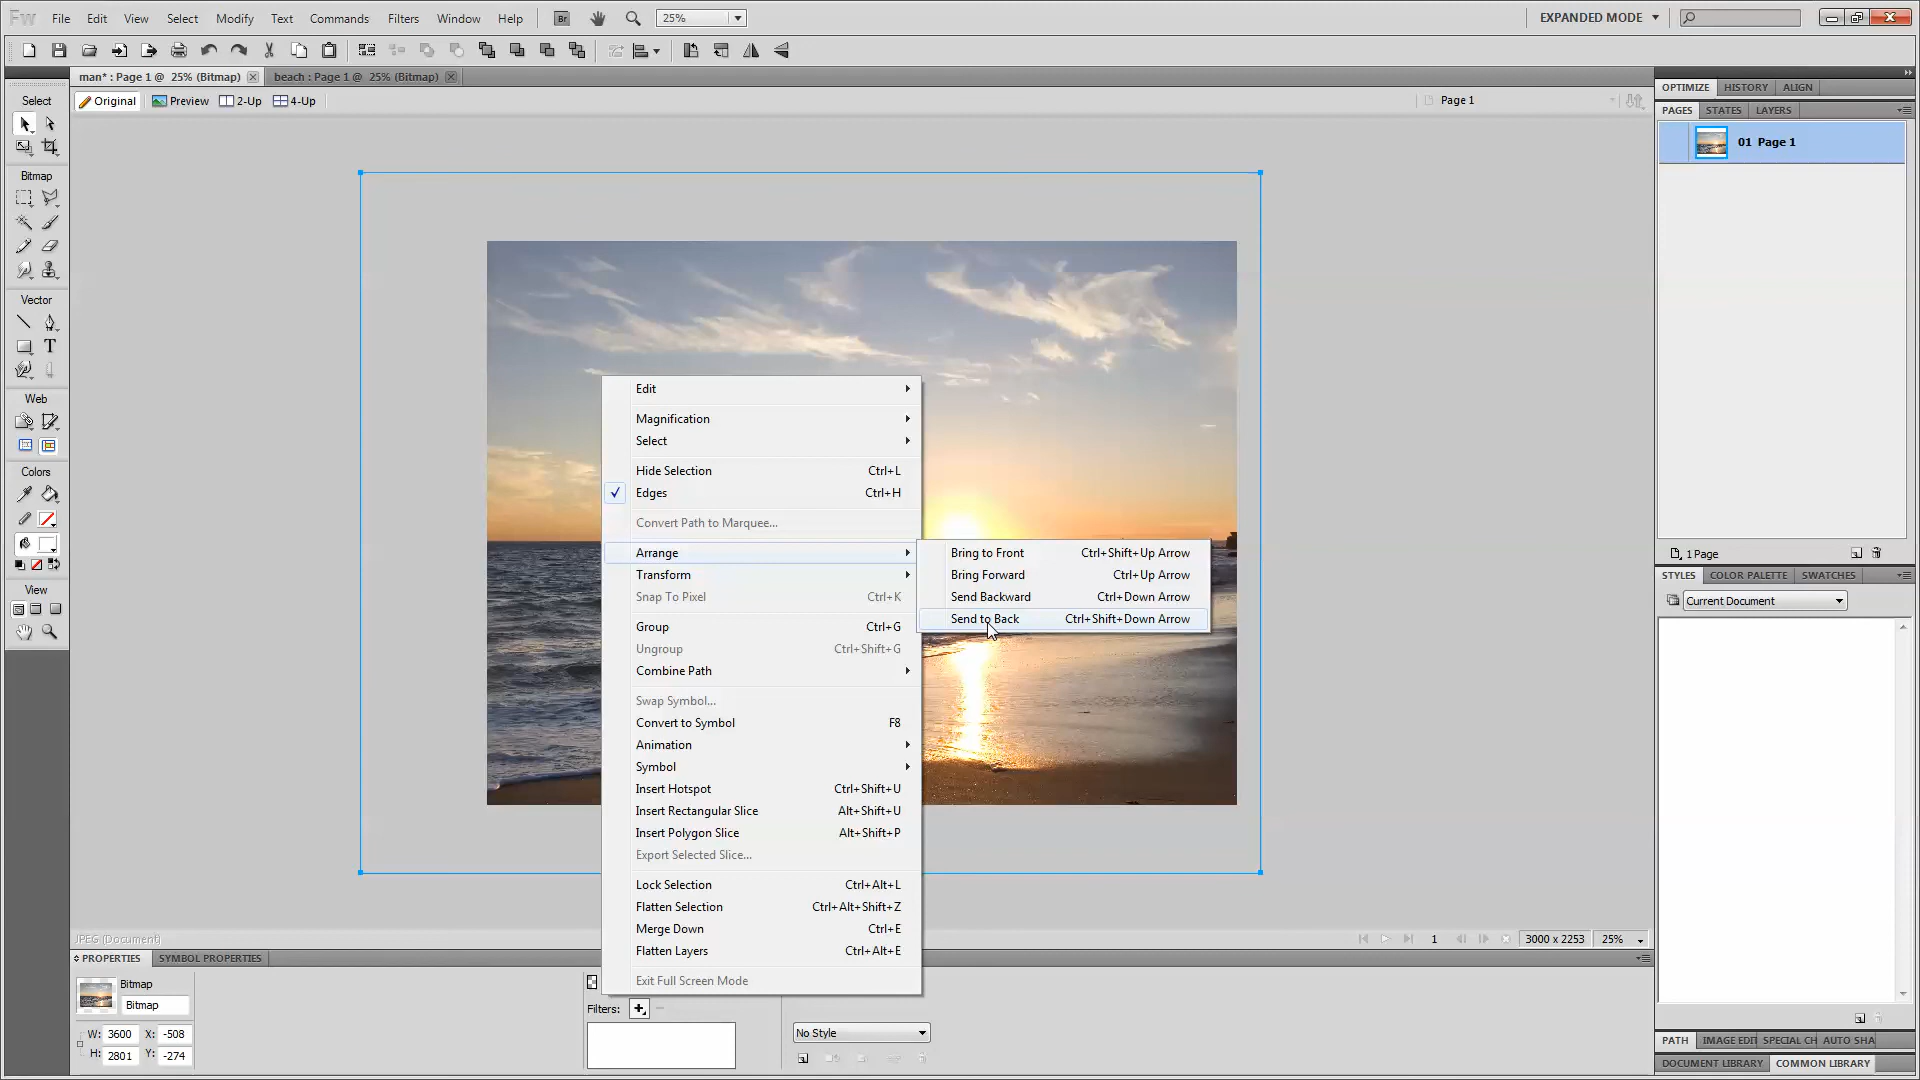 Fw File Edit View Select Modify Text Commands Filters Window Help Br 25% EXPANDED MODE
man* : Page 1 @ 25% (Bitmap) beach : Page 1 @ 25% (Bitmap)
Original Preview 2-Up 4-Up Page 1
OPTIMIZE HISTORY ALIGN
PAGES STATES LAYERS
01 Page 1
Select
Bitmap
Vector
Web
Colors
View
Edit
Magnification
Select
Hide Selection Ctrl+L
Edges Ctrl+H
Convert Path to Marquee...
Arrange
Transform
Snap To Pixel Ctrl+K
Group Ctrl+G
Ungroup Ctrl+Shift+G
Combine Path
Swap Symbol...
Convert to Symbol F8
Animation
Symbol
Insert Hotspot Ctrl+Shift+U
Insert Rectangular Slice Alt+Shift+U
Insert Polygon Slice Alt+Shift+P
Export Selected Slice...
Lock Selection Ctrl+Alt+L
Flatten Selection Ctrl+Alt+Shift+Z
Merge Down Ctrl+E
Flatten Layers Ctrl+Alt+E
Exit Full Screen Mode
Bring to Front Ctrl+Shift+Up Arrow
Bring Forward Ctrl+Up Arrow
Send Backward Ctrl+Down Arrow
Send to Back Ctrl+Shift+Down Arrow
1 Page
STYLES COLOR PALETTE SWATCHES
Current Document
JPEG (Document) 1 3000 x 2253 25%
PROPERTIES SYMBOL PROPERTIES
Bitmap
Bitmap
Filters:
W: 3600 X: -508
H: 2801 Y: -274
No Style
PATH IMAGE EDIT SPECIAL CH AUTO SHA
DOCUMENT LIBRARY COMMON LIBRARY